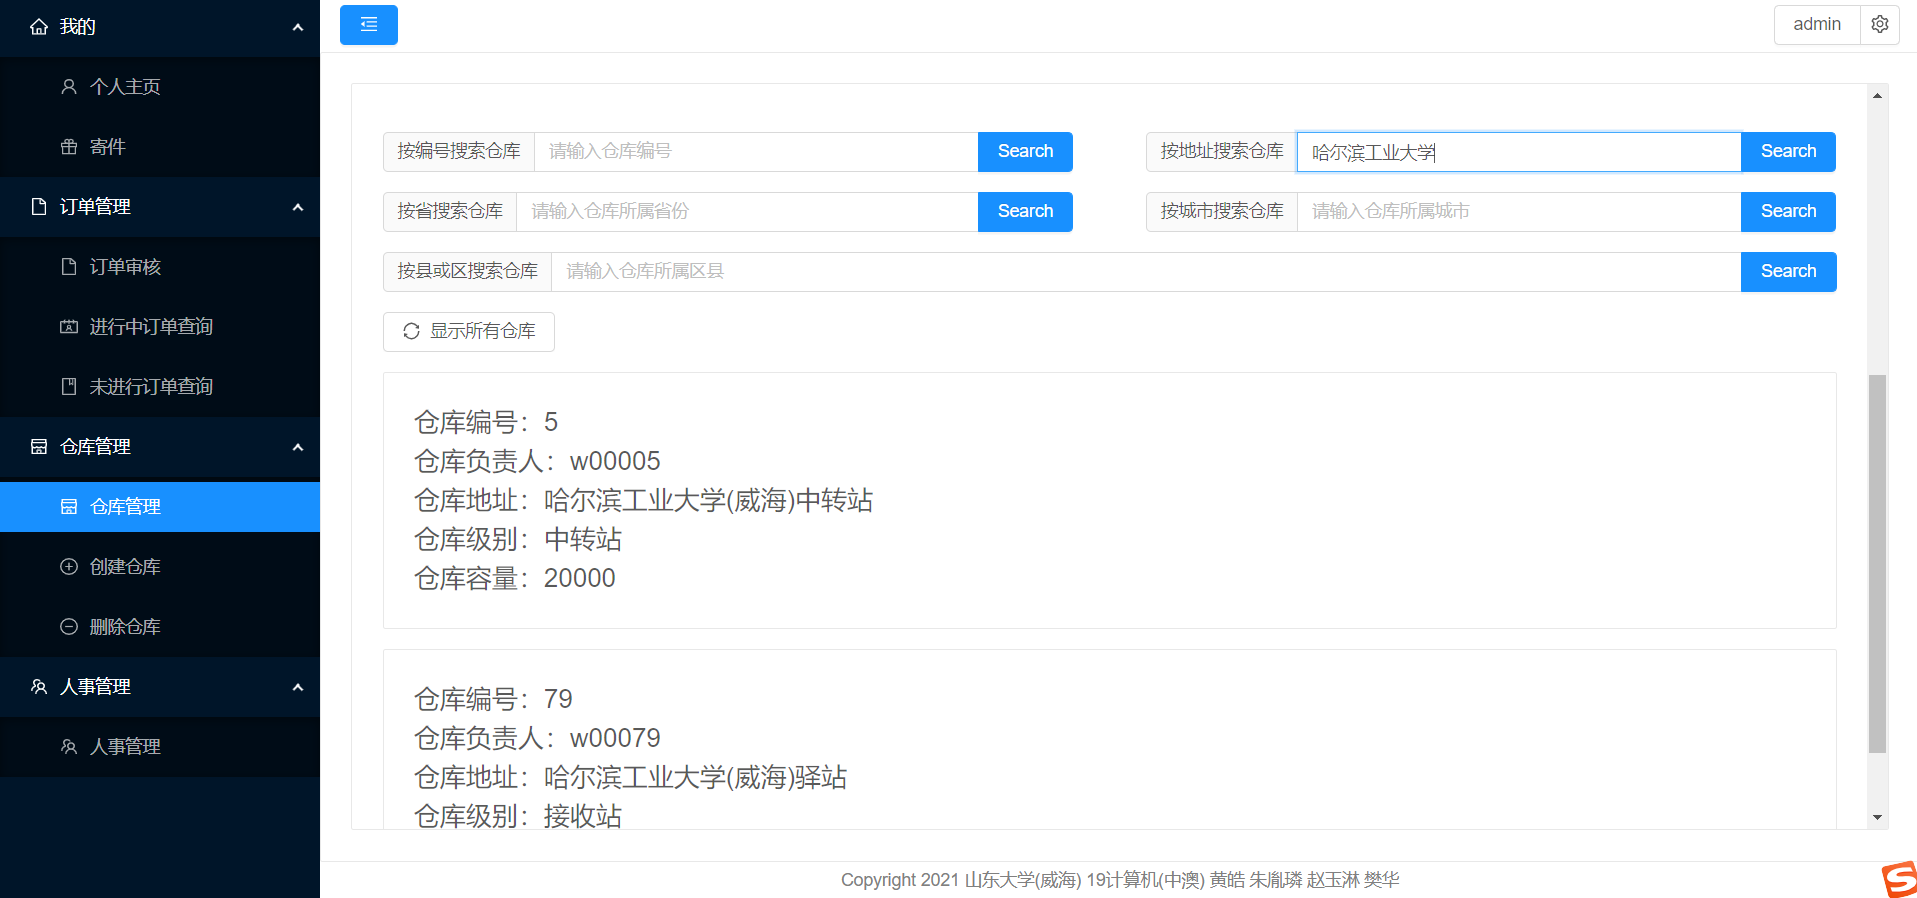 我的
个人主页
寄件
订单管理
订单审核
进行中订单查询
未进行订单查询
仓库管理
仓库管理
创建仓库
删除仓库
人事管理
人事管理
admin
按编号搜索仓库 请输入仓库编号 Search
按地址搜索仓库 哈尔滨工业大学 Search
按省搜索仓库 请输入仓库所属省份 Search
按城市搜索仓库 请输入仓库所属城市 Search
按县或区搜索仓库 请输入仓库所属区县 Search
显示所有仓库
仓库编号：5
仓库负责人：w00005
仓库地址：哈尔滨工业大学(威海)中转站
仓库级别：中转站
仓库容量：20000
仓库编号：79
仓库负责人：w00079
仓库地址：哈尔滨工业大学(威海)驿站
仓库级别：接收站
Copyright 2021 山东大学(威海) 19计算机(中澳) 黄皓 朱胤璘 赵玉淋 樊华